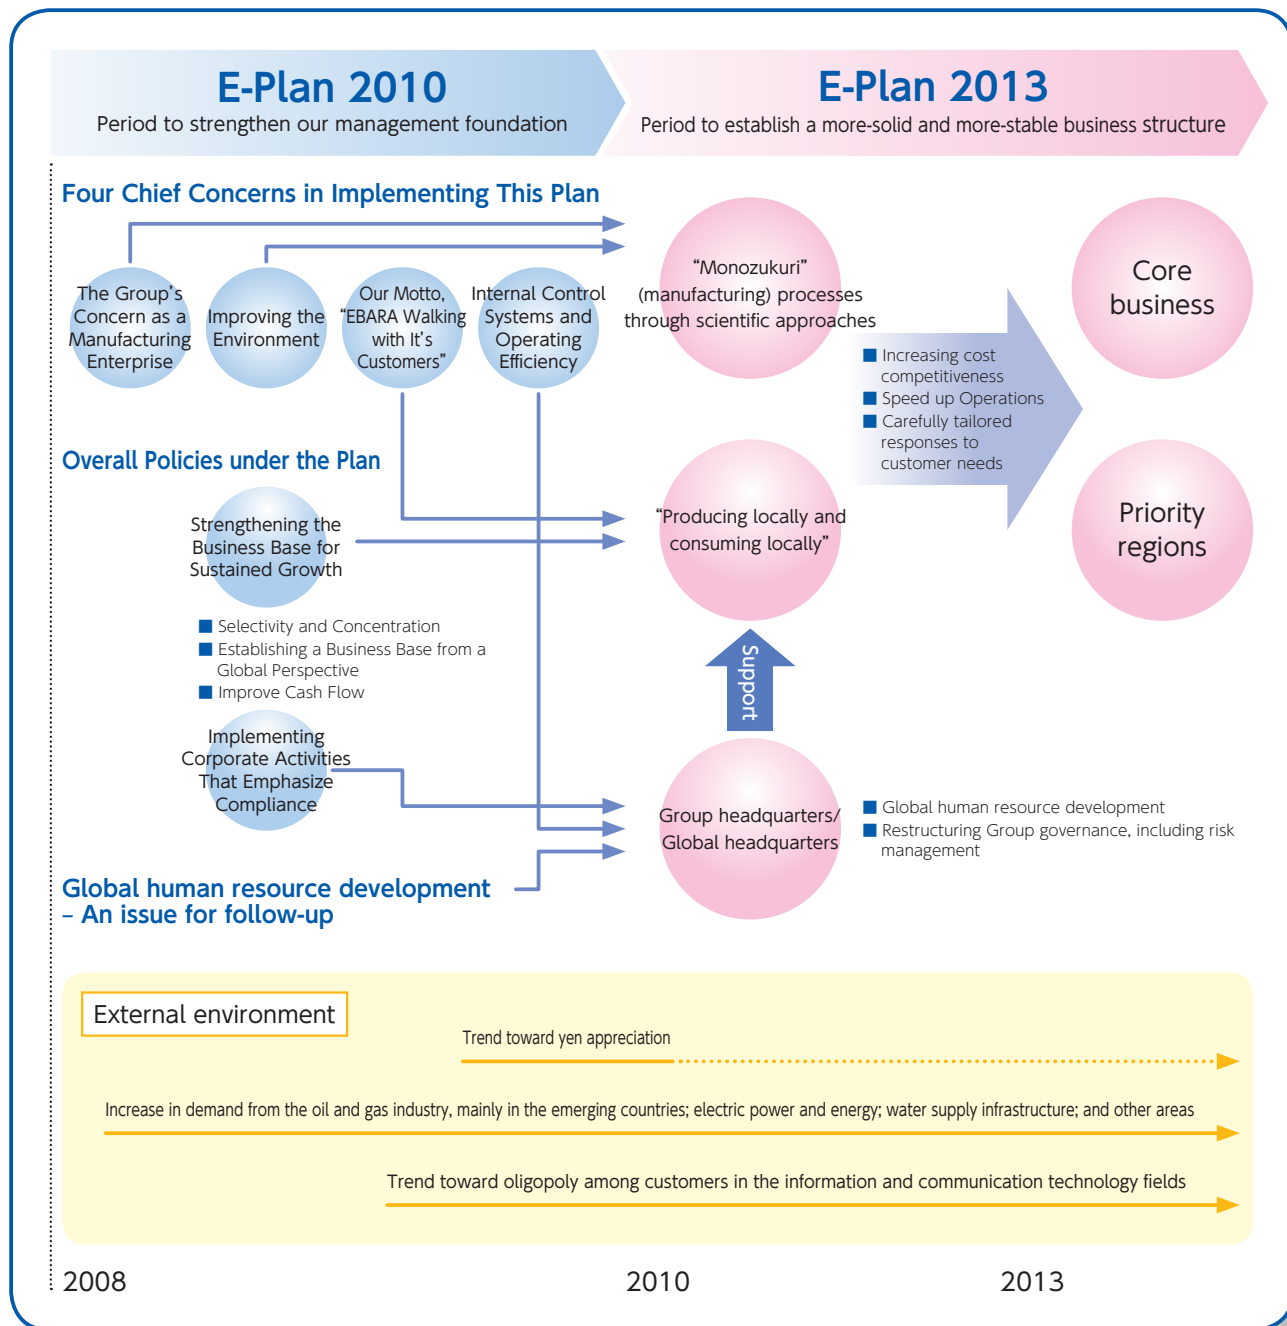 E-Plan 2010
Period to strengthen our management foundation
E-Plan 2013
Period to establish a more-solid and more-stable business structure
Four Chief Concerns in Implementing This Plan
The Group's
Concern as a
Manufacturing
Enterprise
Improving the
Environment
Our Motto,
“EBARA Walking
with It's
Customers”
Internal Control
Systems and
Operating
Efficiency
“Monozukuri”
(manufacturing) processes
through scientific approaches
■ Increasing cost
competitiveness
■ Speed up Operations
■ Carefully tailored
responses to
customer needs
Core
business
Overall Policies under the Plan
Strengthening the
Business Base for
Sustained Growth
■ Selectivity and Concentration
■ Establishing a Business Base from a
Global Perspective
■ Improve Cash Flow
“Producing locally and
consuming locally”
Priority
regions
Support
Implementing
Corporate Activities
That Emphasize
Compliance
Group headquarters/
Global headquarters
■ Global human resource development
■ Restructuring Group governance, including risk
management
Global human resource development
– An issue for follow-up
External environment
Trend toward yen appreciation
Increase in demand from the oil and gas industry, mainly in the emerging countries; electric power and energy; water supply infrastructure; and other areas
Trend toward oligopoly among customers in the information and communication technology fields
2008
2010
2013